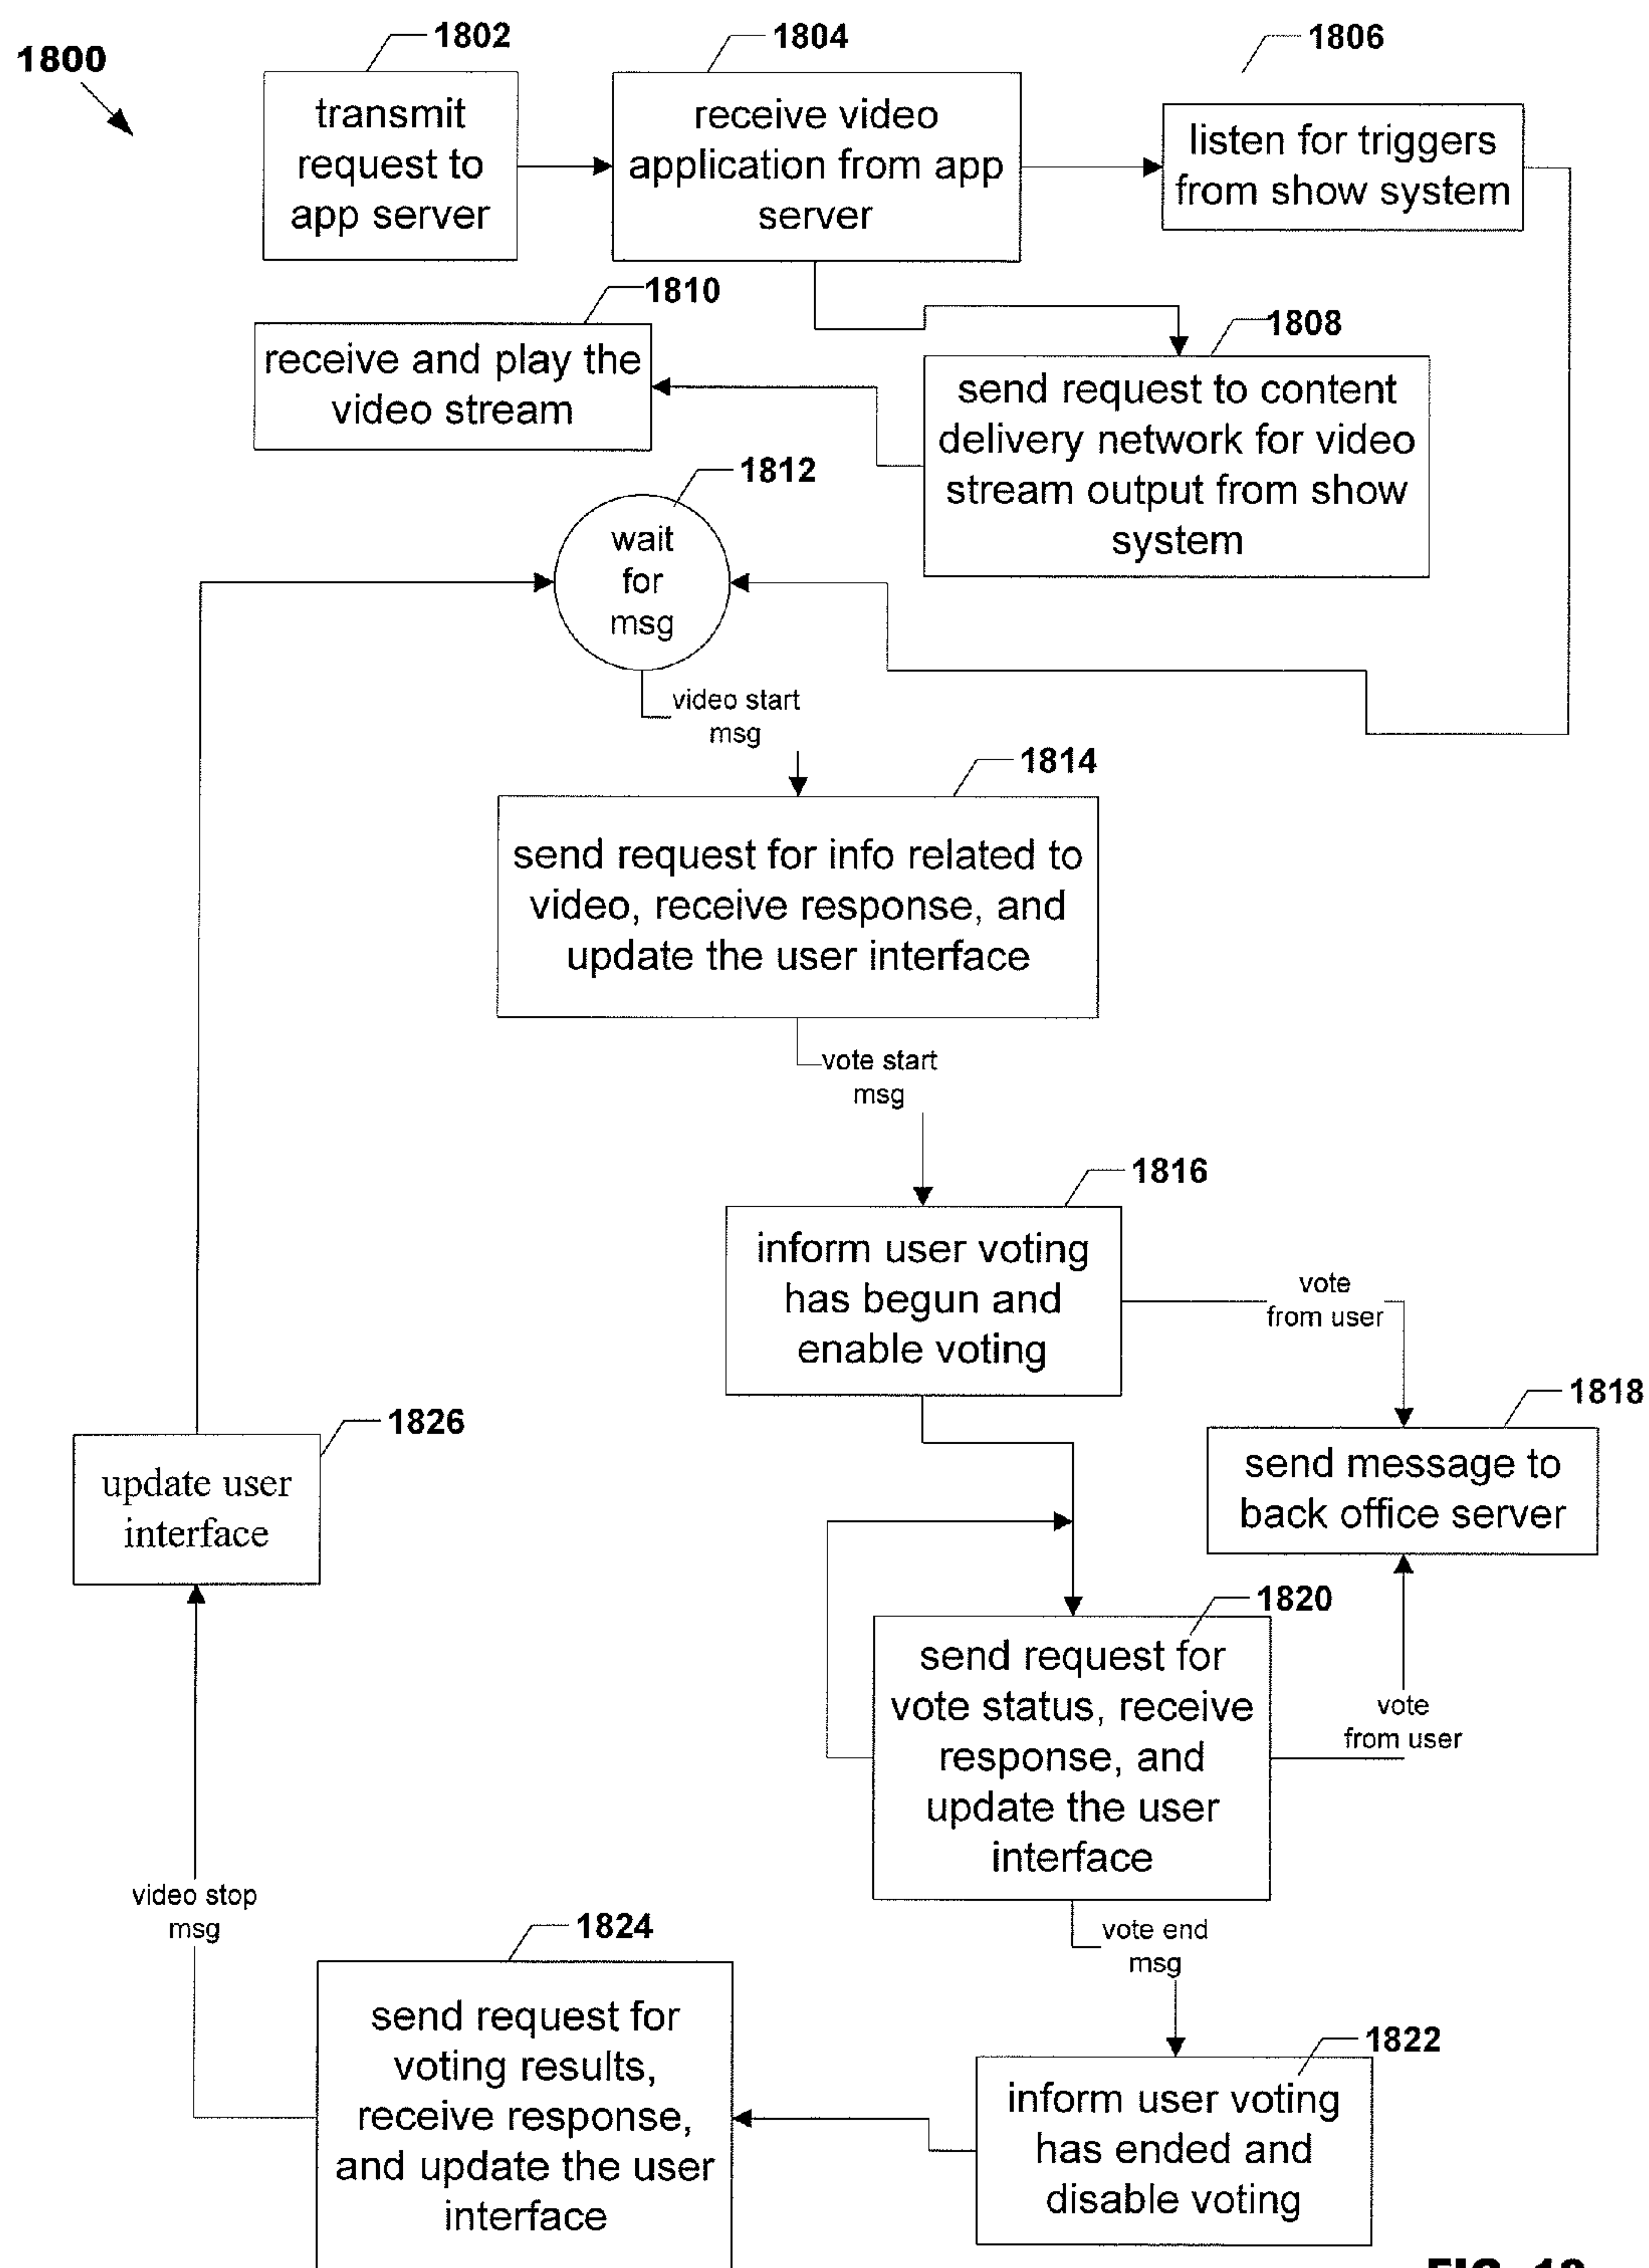 1800
1802
transmit
request to
app server
1804
receive video
application from app
server
1806
listen for triggers
from show system
1810
receive and play the
video stream
1808
send request to content
delivery network for video
stream output from show
system
1812
wait
for
msg
video start
msg
1814
send request for info related to
video, receive response, and
update the user interface
vote start
msg
1816
inform user voting
has begun and
enable voting
vote
from user
1818
send message to
back office server
1826
update user
interface
1820
send request for
vote status, receive
response, and
update the user
interface
vote
from user
video stop
msg
vote end
msg
1824
send request for
voting results,
receive response,
and update the user
interface
1822
inform user voting
has ended and
disable voting
FIG. 18